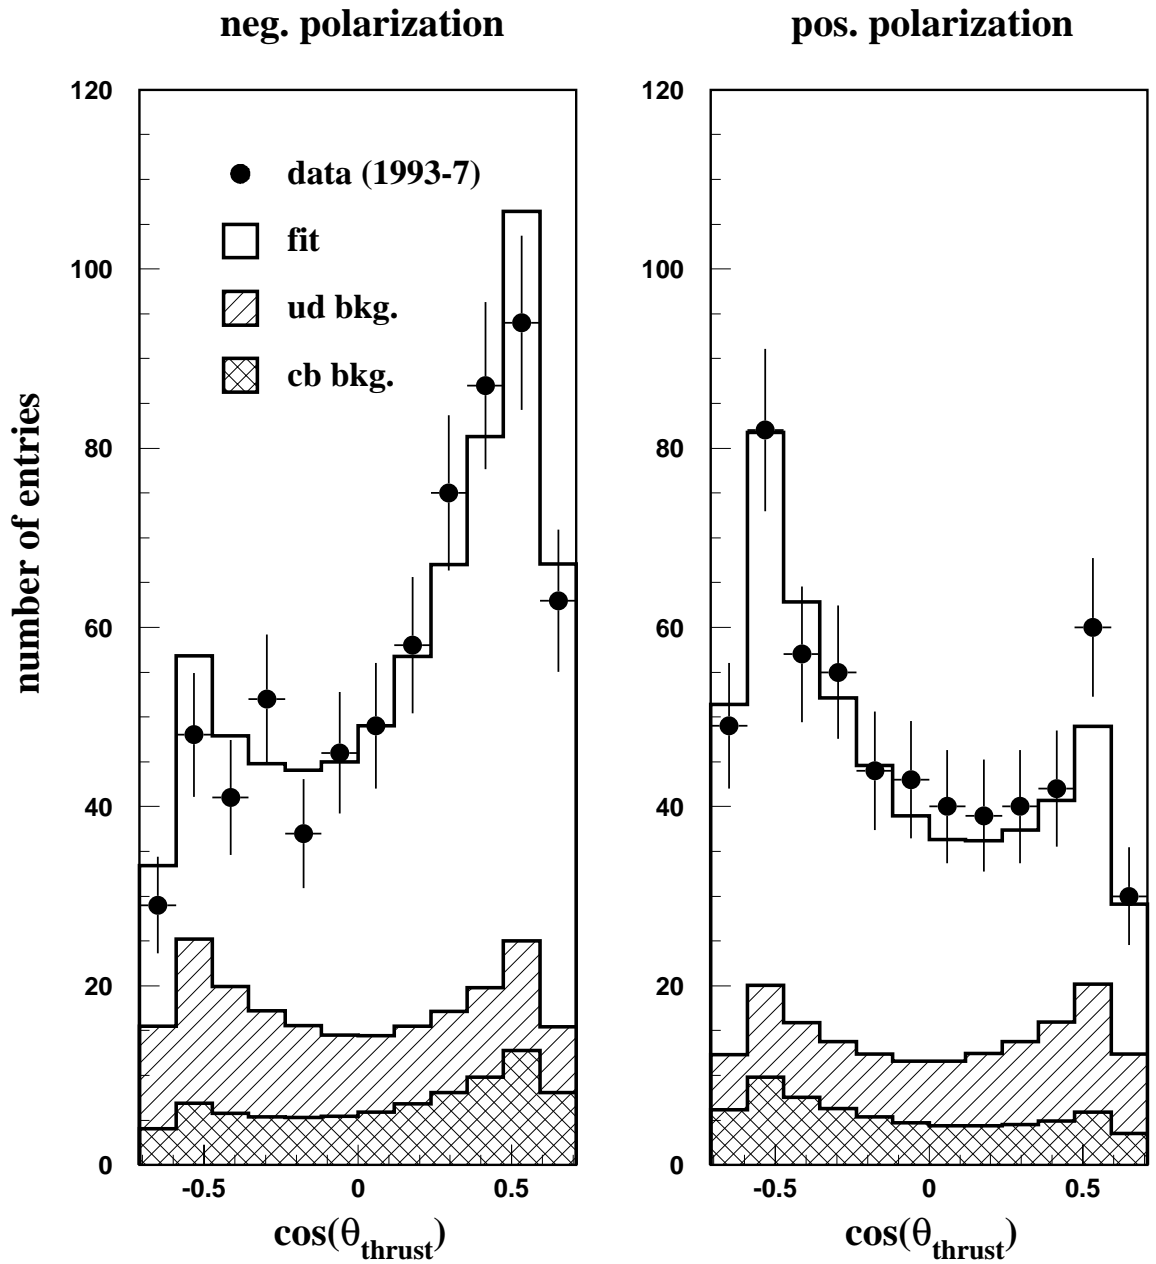 neg. polarization
pos. polarization
number of entries
120
100
80
60
40
20
0
data (1993-7)
fit
ud bkg.
cb bkg.
-0.5
0
0.5
cos(θthrust)
120
100
80
60
40
20
0
-0.5
0
0.5
cos(θthrust)